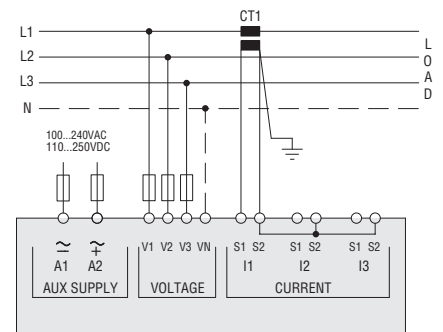 CT1
L1
L2
L3
N
LOAD
100...240VAC
110...250VDC
V1 V2 V3 VN S1 S2 S1 S2 S1 S2
A1 A2 I1 I2 I3
AUX SUPPLY VOLTAGE CURRENT